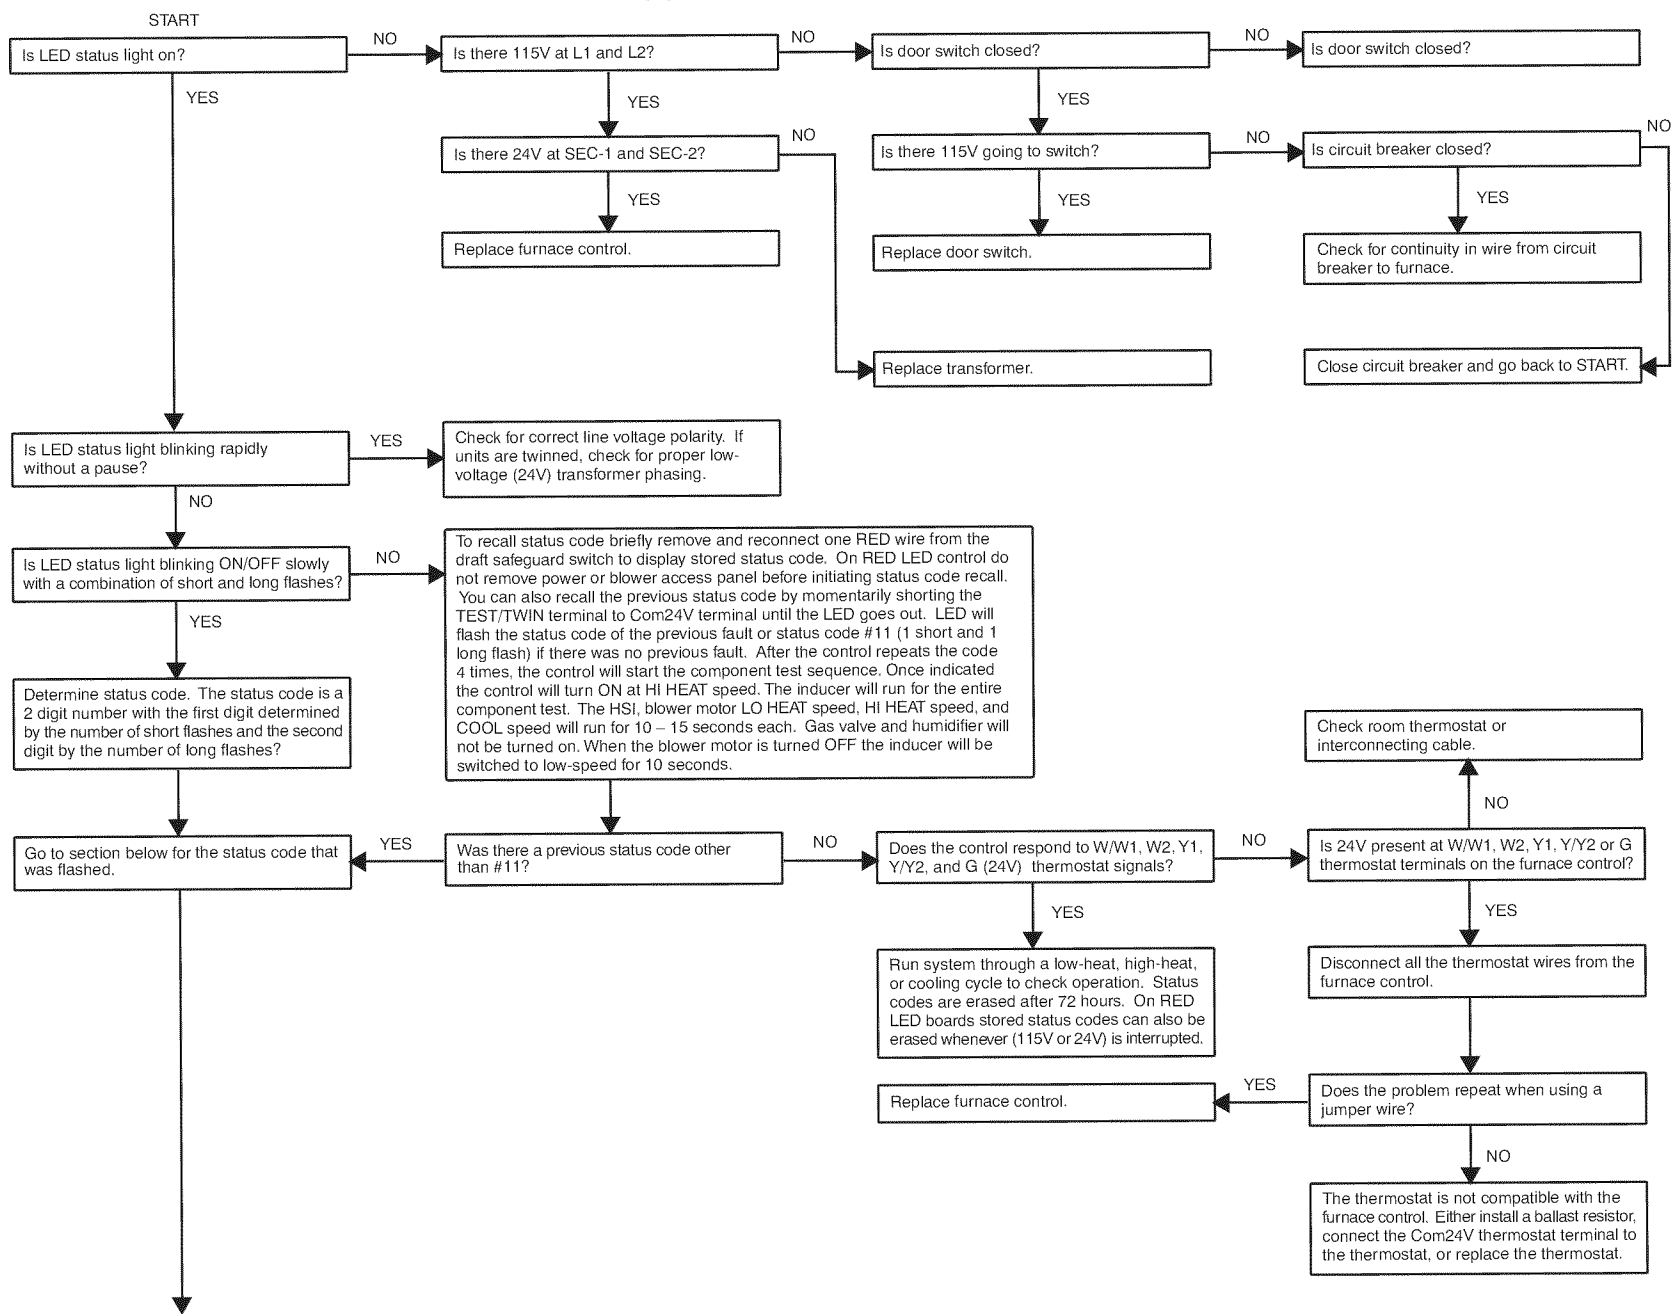 START
Is LED status light on?
NO
Is there 115V at L1 and L2?
NO
Is door switch closed?
NO
Is door switch closed?
YES
YES
YES
Is there 24V at SEC-1 and SEC-2?
NO
Is there 115V going to switch?
NO
Is circuit breaker closed?
NO
YES
YES
YES
Replace furnace control.
Replace door switch.
Check for continuity in wire from circuit
breaker to furnace.
Replace transformer.
Close circuit breaker and go back to START.
Is LED status light blinking rapidly
without a pause?
YES
Check for correct line voltage polarity. If
units are twinned, check for proper low-
voltage (24V) transformer phasing.
NO
Is LED status light blinking ON/OFF slowly
with a combination of short and long flashes?
NO
To recall status code briefly remove and reconnect one RED wire from the
draft safeguard switch to display stored status code. On RED LED control do
not remove power or blower access panel before initiating status code recall.
You can also recall the previous status code by momentarily shorting the
TEST/TWIN terminal to Com24V terminal until the LED goes out. LED will
flash the status code of the previous fault or status code #11 (1 short and 1
long flash) if there was no previous fault. After the control repeats the code
4 times, the control will start the component test sequence. Once indicated
the control will turn ON at HI HEAT speed. The inducer will run for the entire
component test. The HSI, blower motor LO HEAT speed, HI HEAT speed, and
COOL speed will run for 10 – 15 seconds each. Gas valve and humidifier will
not be turned on. When the blower motor is turned OFF the inducer will be
switched to low-speed for 10 seconds.
YES
Determine status code. The status code is a
2 digit number with the first digit determined
by the number of short flashes and the second
digit by the number of long flashes?
Check room thermostat or
interconnecting cable.
NO
Go to section below for the status code that
was flashed.
YES
Was there a previous status code other
than #11?
NO
Does the control respond to W/W1, W2, Y1,
Y/Y2, and G (24V) thermostat signals?
NO
Is 24V present at W/W1, W2, Y1, Y/Y2 or G
thermostat terminals on the furnace control?
YES
YES
Run system through a low-heat, high-heat,
or cooling cycle to check operation. Status
codes are erased after 72 hours. On RED
LED boards stored status codes can also be
erased whenever (115V or 24V) is interrupted.
Disconnect all the thermostat wires from the
furnace control.
Replace furnace control.
YES
Does the problem repeat when using a
jumper wire?
NO
The thermostat is not compatible with the
furnace control. Either install a ballast resistor,
connect the Com24V thermostat terminal to
the thermostat, or replace the thermostat.